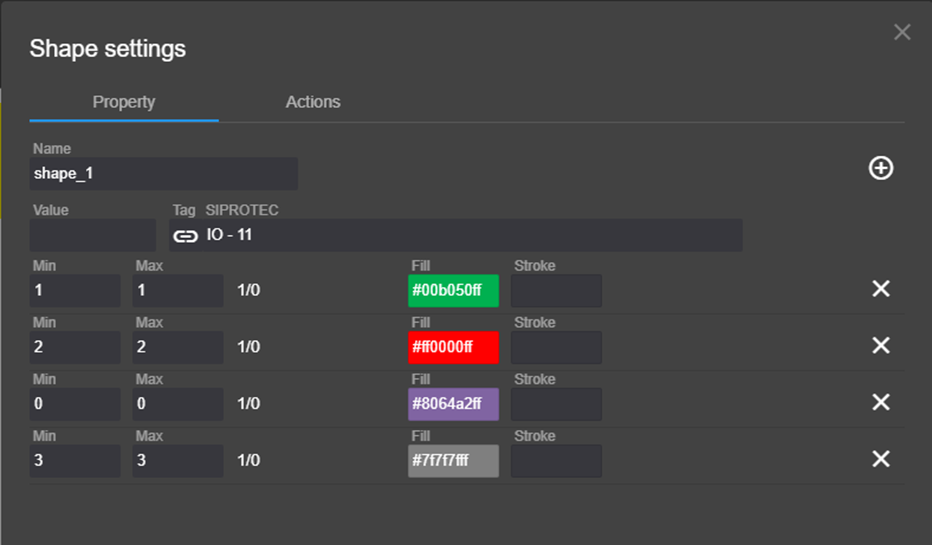 Shape settings
Property Actions
Name
shape_1
Value Tag SIPROTEC
IO - 11
Min Max Fill Stroke
1 1 1/0 #00b050ff
Min Max Fill Stroke
2 2 1/0 #ff0000ff
Min Max Fill Stroke
0 0 1/0 #8064a2ff
Min Max Fill Stroke
3 3 1/0 #7f7f7fff